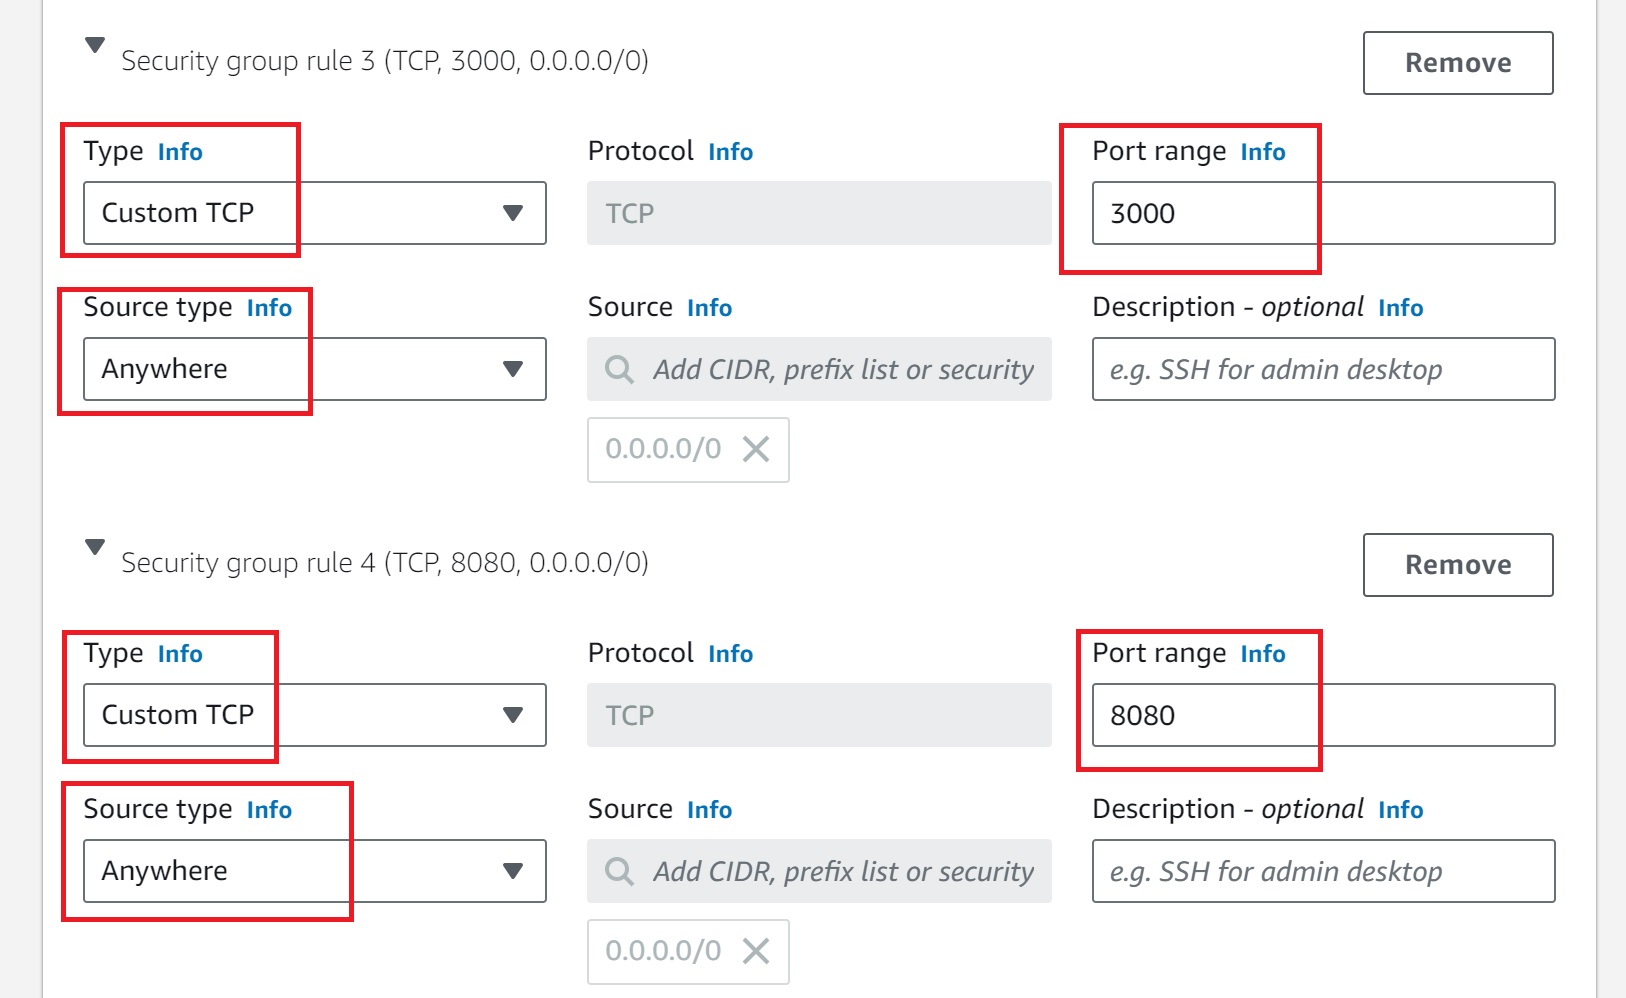 Security group rule 3 (TCP, 3000, 0.0.0.0/0)
Remove
Type Info
Protocol Info
Port range Info
Custom TCP
TCP
3000
Source type Info
Source Info
Description - optional Info
Anywhere
Add CIDR, prefix list or security
e.g. SSH for admin desktop
0.0.0.0/0
Security group rule 4 (TCP, 8080, 0.0.0.0/0)
Remove
Type Info
Protocol Info
Port range Info
Custom TCP
TCP
8080
Source type Info
Source Info
Description - optional Info
Anywhere
Add CIDR, prefix list or security
e.g. SSH for admin desktop
0.0.0.0/0